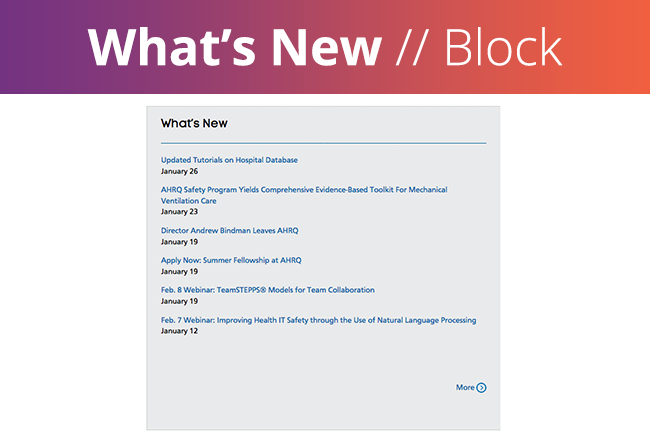 What's New // Block
What's New
Updated Tutorials on Hospital Database
January 26
AHRQ Safety Program Yields Comprehensive Evidence-Based Toolkit For Mechanical
Ventilation Care
January 23
Director Andrew Bindman Leaves AHRQ
January 19
Apply Now: Summer Fellowship at AHRQ
January 19
Feb. 8 Webinar: TeamSTEPPS® Models for Team Collaboration
January 19
Feb. 7 Webinar: Improving Health IT Safety through the Use of Natural Language Processing
January 12
More